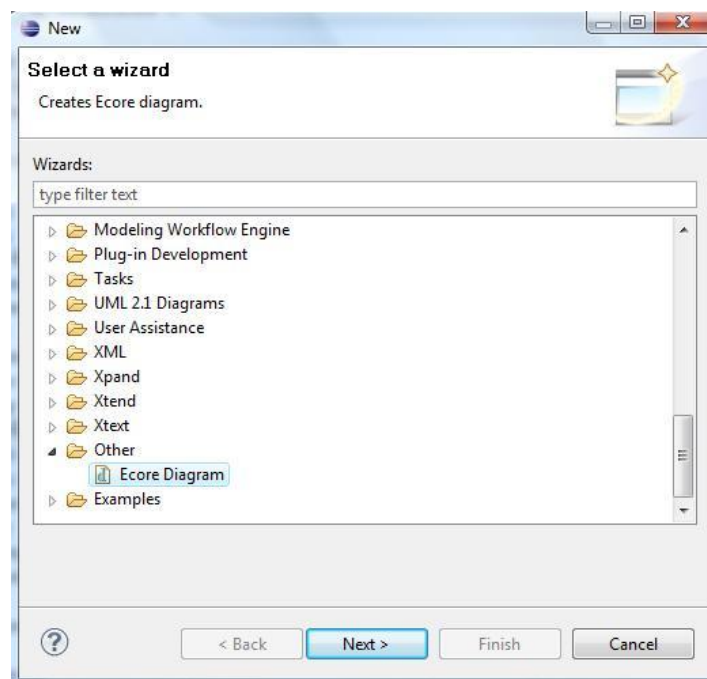 New
Select a wizard
Creates Ecore diagram.
Wizards:
type filter text
Modeling Workflow Engine
Plug-in Development
Tasks
UML 2.1 Diagrams
User Assistance
XML
Xpand
Xtend
Xtext
Other
Ecore Diagram
Examples
? < Back Next > Finish Cancel